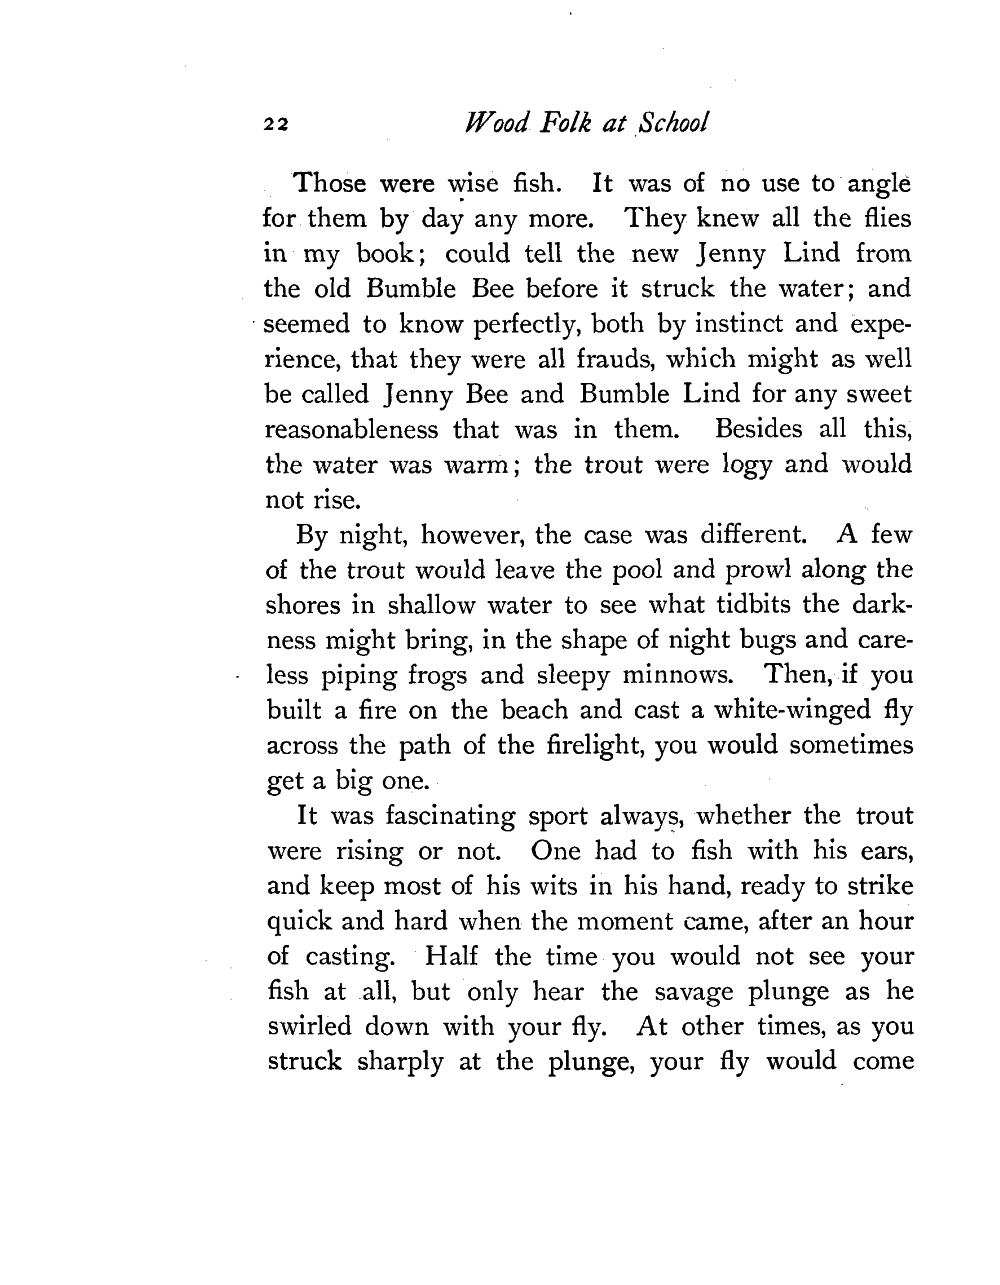 22 Wood Folk at School
Those were wise fish. It was of no use to angle
for them by day any more. They knew all the flies
in my book; could tell the new Jenny Lind from
the old Bumble Bee before it struck the water; and
seemed to know perfectly, both by instinct and expe-
rience, that they were all frauds, which might as well
be called Jenny Bee and Bumble Lind for any sweet
reasonableness that was in them. Besides all this,
the water was warm; the trout were logy and would
not rise.
By night, however, the case was different. A few
of the trout would leave the pool and prowl along the
shores in shallow water to see what tidbits the dark-
ness might bring, in the shape of night bugs and care-
less piping frogs and sleepy minnows. Then, if you
built a fire on the beach and cast a white-winged fly
across the path of the firelight, you would sometimes
get a big one.
It was fascinating sport always, whether the trout
were rising or not. One had to fish with his ears,
and keep most of his wits in his hand, ready to strike
quick and hard when the moment came, after an hour
of casting. Half the time you would not see your
fish at all, but only hear the savage plunge as he
swirled down with your fly. At other times, as you
struck sharply at the plunge, your fly would come